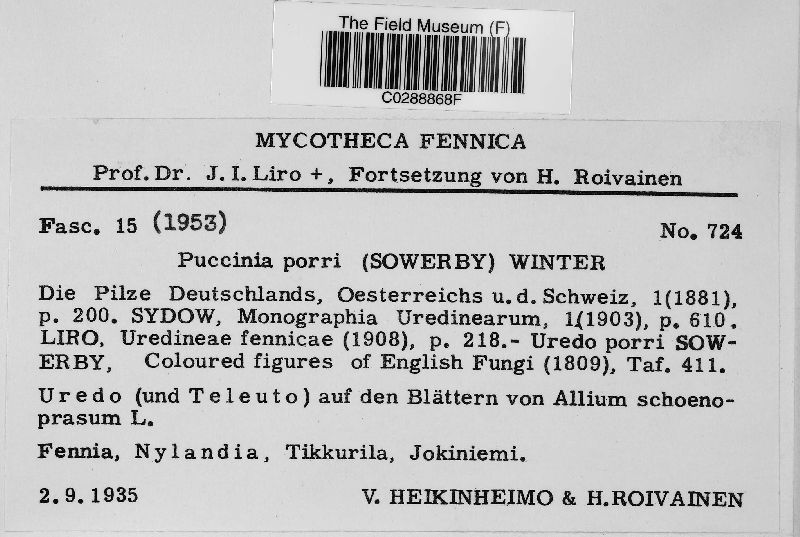 The Field Museum (F)
C0288868F
MYCOTHECA FENNICA
Prof. Dr. J. I. Liro +, Fortsetzung von H. Roivainen
Fasc. 15 (1953) No. 724
Puccinia porri (SOWERBY) WINTER
Die Pilze Deutschlands, Oesterreichs u. d. Schweiz, 1(1881),
p. 200. SYDOW, Monographia Uredinearum, 1(1903), p. 610.
LIRO, Uredineae fennicae (1908), p. 218.- Uredo porri SOW-
ERBY, Coloured figures of English Fungi (1809), Taf. 411.
Uredo (und Teleuto) auf den Blättern von Allium schoeno-
prasum L.
Fennia, Nylandia, Tikkurila, Jokiniemi.
2. 9. 1935 V. HEIKINHEIMO & H. ROIVAINEN